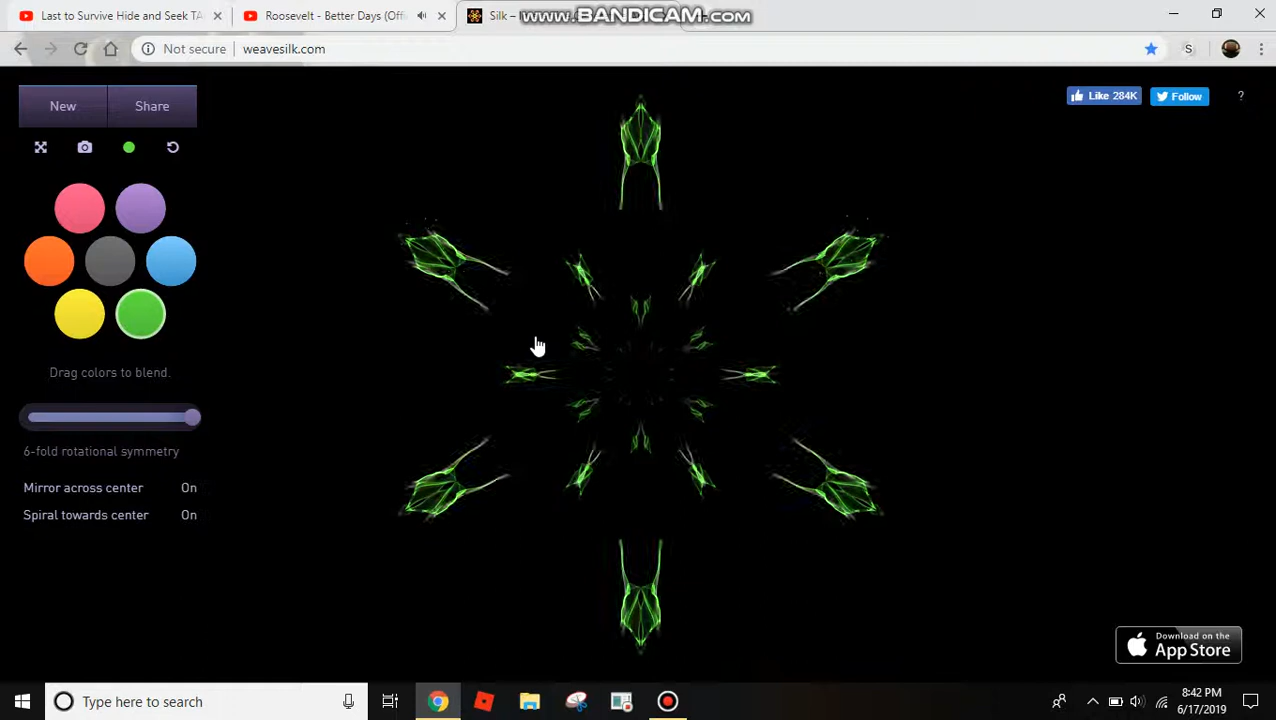 Last to Survive Hide and Seek TA
Roosevelt - Better Days (Offi
Silk –
www.BANDICAM.com
Not secure
weavesilk.com
S
New
Share
Like 284K
Follow
?
Drag colors to blend.
6-fold rotational symmetry
Mirror across center On
Spiral towards center On
Download on the
App Store
Type here to search
8:42 PM
6/17/2019